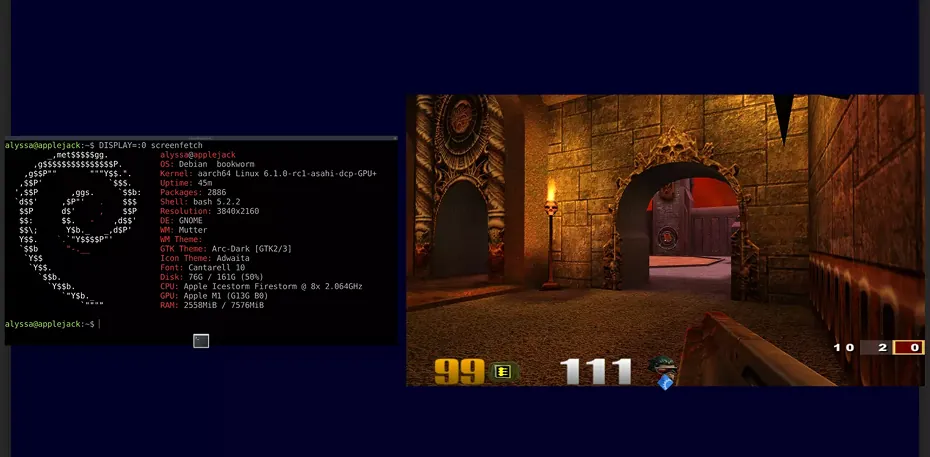 alyssa@applejack:~$ DISPLAY=:0 screenfetch
alyssa@applejack
OS: Debian bookworm
Kernel: aarch64 Linux 6.1.0-rc1-asahi-dcp-GPU+
Uptime: 45m
Packages: 2886
Shell: bash 5.2.2
Resolution: 3840x2160
DE: GNOME
WM: Mutter
WM Theme:
GTK Theme: Arc-Dark [GTK2/3]
Icon Theme: Adwaita
Font: Cantarell 10
Disk: 76G / 161G (50%)
CPU: Apple Icestorm Firestorm @ 8x 2.064GHz
GPU: Apple M1 (G13G B0)
RAM: 2558MiB / 7576MiB
alyssa@applejack:~$
10 2 0
99 111